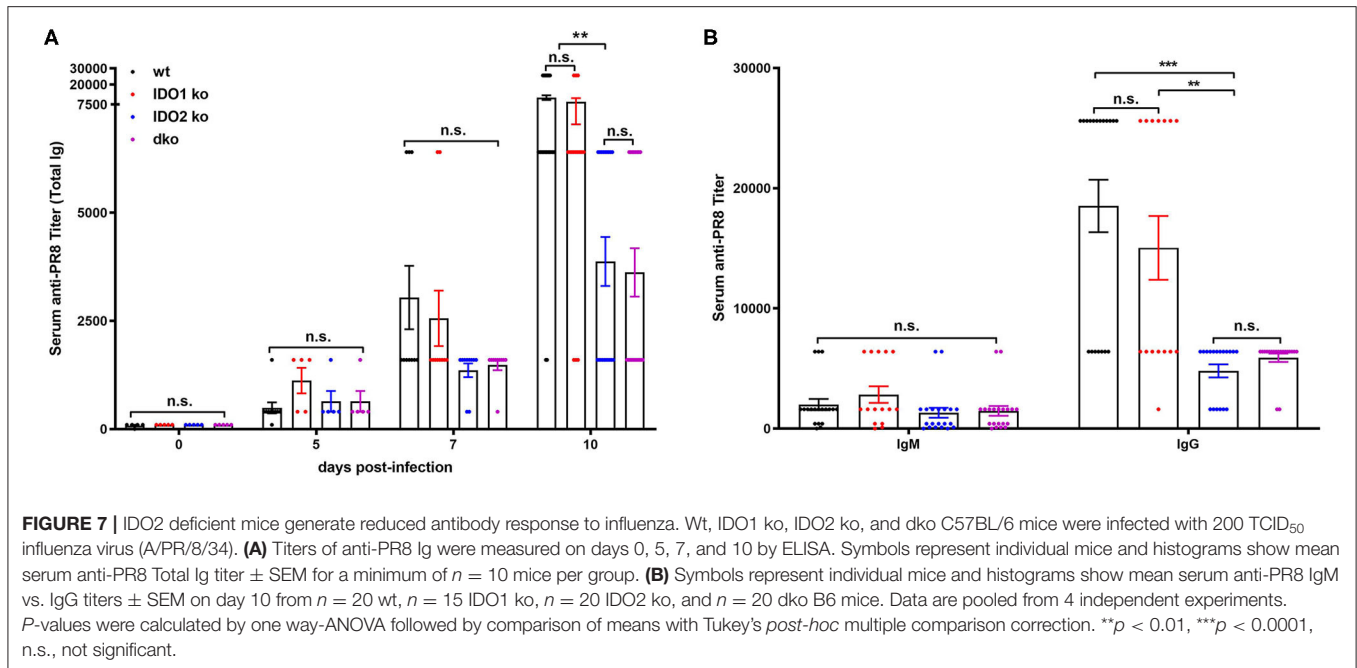 A
Serum anti-PR8 Titer (Total Ig)
30000
20000
7500
5000
2500
0
wt
IDO1 ko
IDO2 ko
dko
n.s.
n.s.
n.s.
**
n.s.
n.s.
0
5
7
10
days post-infection
B
Serum anti-PR8 Titer
30000
20000
10000
0
n.s.
***
**
n.s.
n.s.
IgM
IgG
FIGURE 7 | IDO2 deficient mice generate reduced antibody response to influenza. Wt, IDO1 ko, IDO2 ko, and dko C57BL/6 mice were infected with 200 TCID50
influenza virus (A/PR/8/34). (A) Titers of anti-PR8 Ig were measured on days 0, 5, 7, and 10 by ELISA. Symbols represent individual mice and histograms show mean
serum anti-PR8 Total Ig titer ± SEM for a minimum of n = 10 mice per group. (B) Symbols represent individual mice and histograms show mean serum anti-PR8 IgM
vs. IgG titers ± SEM on day 10 from n = 20 wt, n = 15 IDO1 ko, n = 20 IDO2 ko, and n = 20 dko B6 mice. Data are pooled from 4 independent experiments.
P-values were calculated by one way-ANOVA followed by comparison of means with Tukey's post-hoc multiple comparison correction. **p < 0.01, ***p < 0.0001,
n.s., not significant.